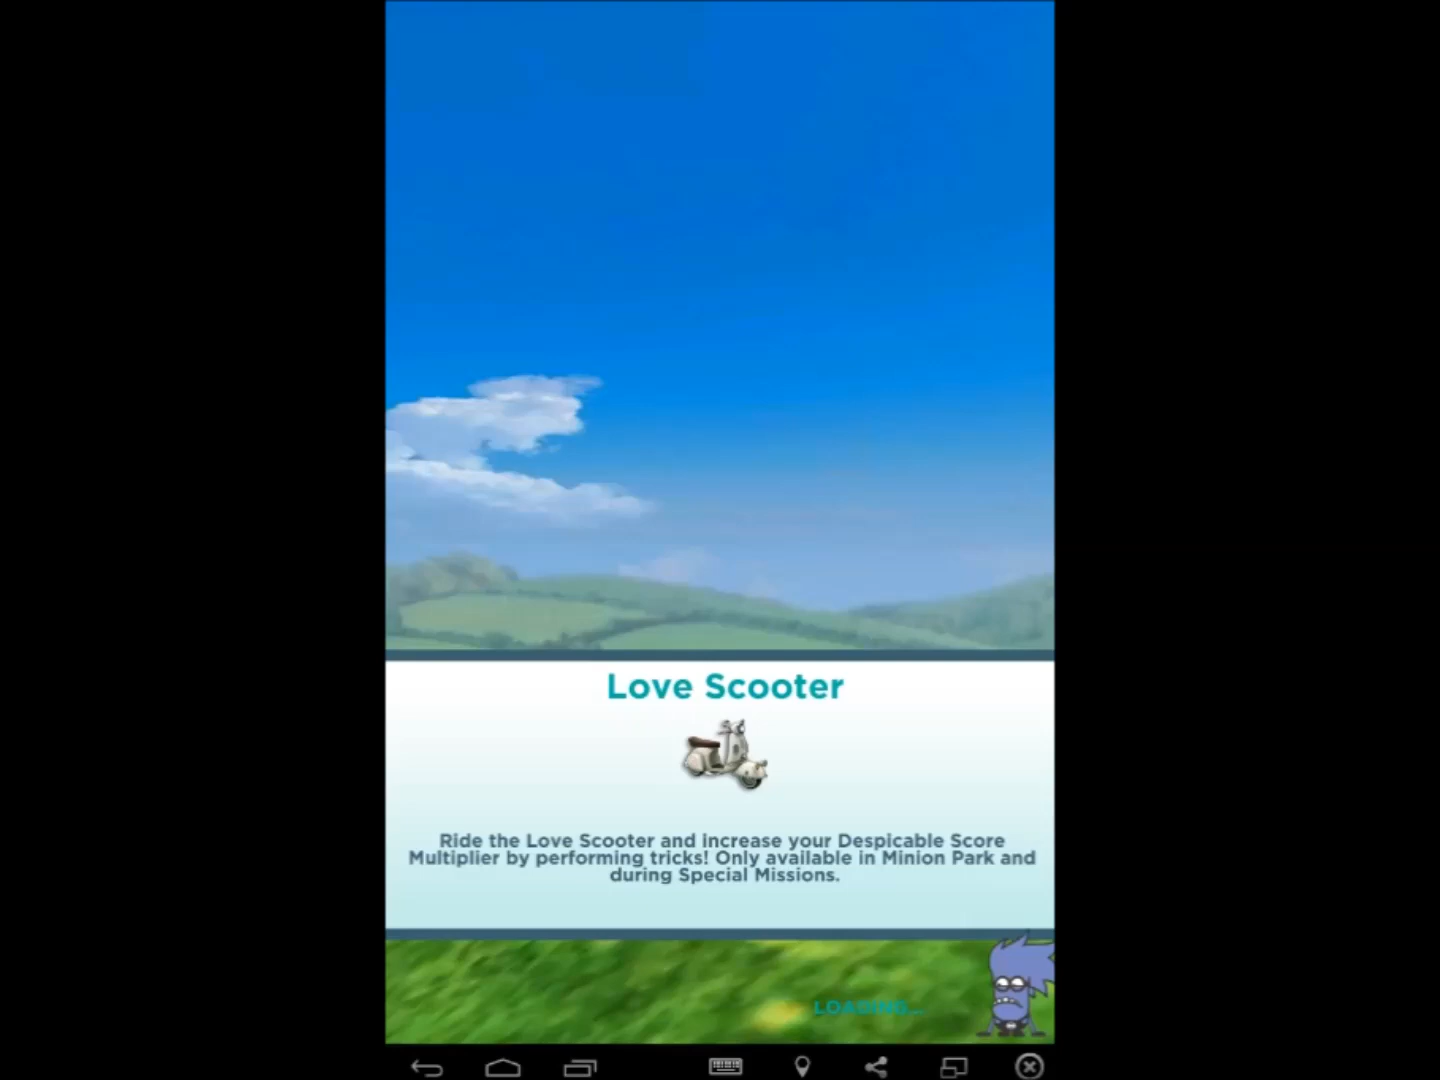 Love Scooter
Ride the Love Scooter and increase your Despicable Score
Multiplier by performing tricks! Only available in Minion Park and
during Special Missions.
LOADING...